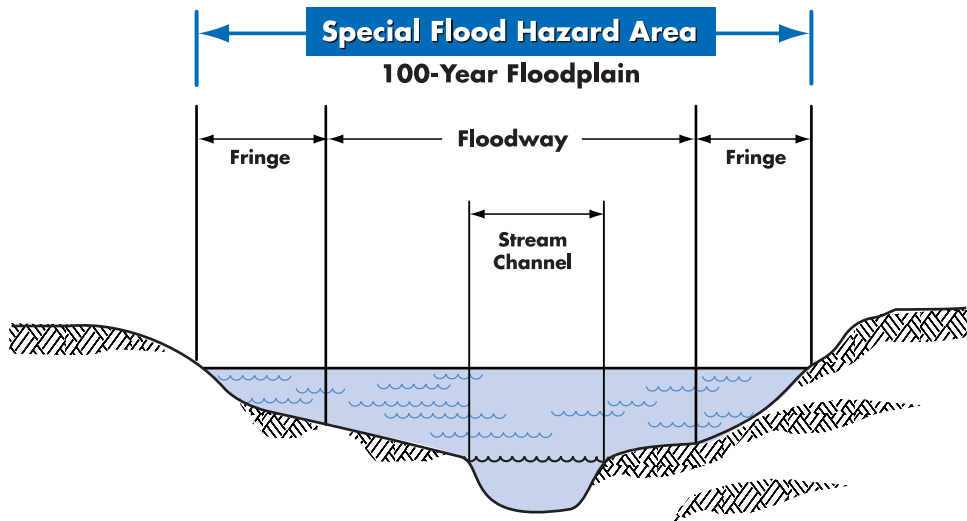 Special Flood Hazard Area
100-Year Floodplain
Fringe
Floodway
Fringe
Stream
Channel